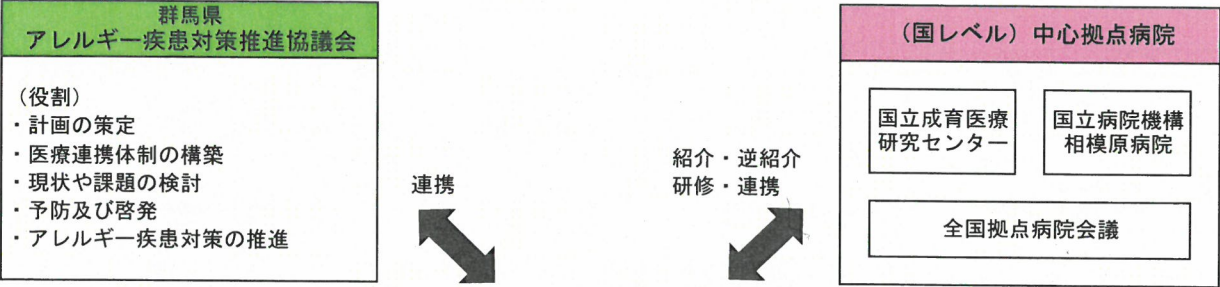 群馬県
アレルギー疾患対策推進協議会
(役割)
・計画の策定
・医療連携体制の構築
・現状や課題の検討
・予防及び啓発
・アレルギー疾患対策の推進
連携
紹介・逆紹介
研修・連携
(国レベル)中心拠点病院
国立成育医療
研究センター
国立病院機構
相模原病院
全国拠点病院会議